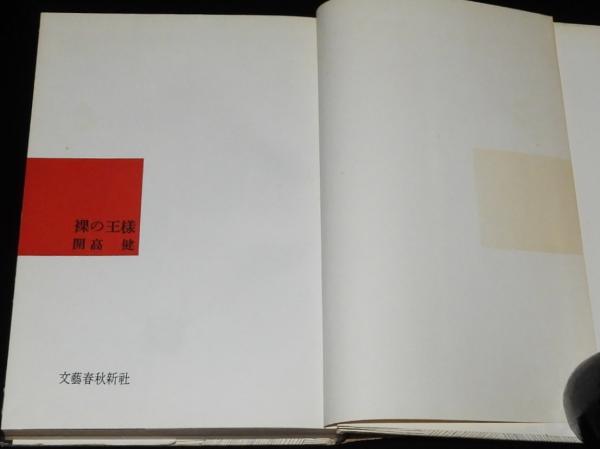 裸の王様
開高 健
文藝春秋新社